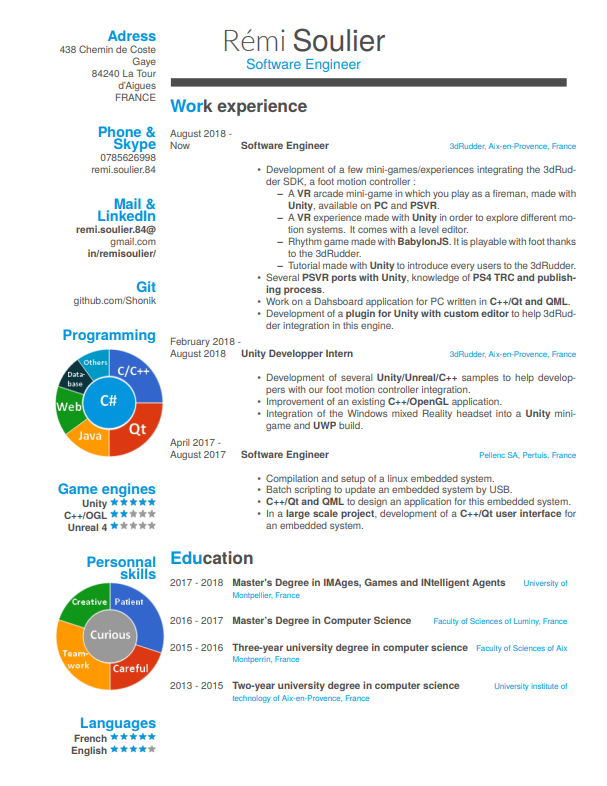 Rémi Soulier
Software Engineer
Adress
438 Chemin de Coste
Gaye
84240 La Tour
d'Aigues
FRANCE
Phone &
Skype
0785626998
remi.soulier.84
Mail &
LinkedIn
remi.soulier.84@
gmail.com
in/remisoulier/
Git
github.com/Shonik
Programming
Others
C/C++
Data-
base
C#
Web
Qt
Java
Game engines
Unity
C++/OGL
Unreal 4
Personnal
skills
Creative
Patient
Curious
Team-
work
Careful
Languages
French
English
Work experience
August 2018 -
Now Software Engineer 3dRudder, Aix-en-Provence, France
• Development of a few mini-games/experiences integrating the 3dRud-
der SDK, a foot motion controller :
– A VR arcade mini-game in which you play as a fireman, made with
Unity, available on PC and PSVR.
– A VR experience made with Unity in order to explore different mo-
tion systems. It comes with a level editor.
– Rhythm game made with BabylonJS. It is playable with foot thanks
to the 3dRudder.
– Tutorial made with Unity to introduce every users to the 3dRudder.
• Several PSVR ports with Unity, knowledge of PS4 TRC and publish-
ing process.
• Work on a Dahsboard application for PC written in C++/Qt and QML.
• Development of a plugin for Unity with custom editor to help 3dRud-
der integration in this engine.
February 2018 -
August 2018 Unity Developper Intern 3dRudder, Aix-en-Provence, France
• Development of several Unity/Unreal/C++ samples to help develop-
pers with our foot motion controller integration.
• Improvement of an existing C++/OpenGL application.
• Integration of the Windows mixed Reality headset into a Unity mini-
game and UWP build.
April 2017 -
August 2017 Software Engineer Pellenc SA, Pertuis, France
• Compilation and setup of a linux embedded system.
• Batch scripting to update an embedded system by USB.
• C++/Qt and QML to design an application for this embedded system.
• In a large scale project, development of a C++/Qt user interface for
an embedded system.
Education
2017 - 2018 Master's Degree in IMAges, Games and INtelligent Agents University of
Montpellier, France
2016 - 2017 Master's Degree in Computer Science Faculty of Sciences of Luminy, France
2015 - 2016 Three-year university degree in computer science Faculty of Sciences of Aix
Montperrin, France
2013 - 2015 Two-year university degree in computer science University institute of
technology of Aix-en-Provence, France